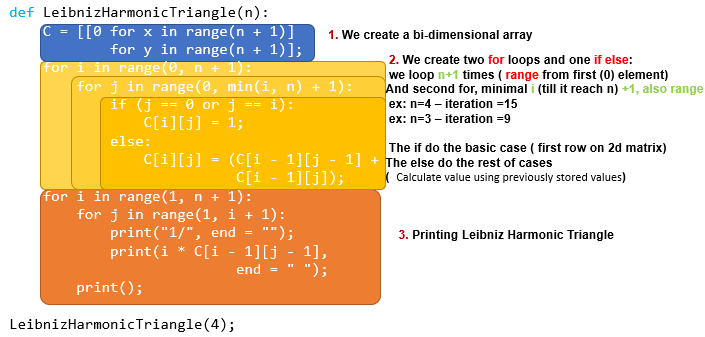 def LeibnizHarmonicTriangle(n):
C = [[0 for x in range(n + 1)]
for y in range(n + 1)];
1. We create a bi-dimensional array
for i in range(0, n + 1):
for j in range(0, min(i, n) + 1):
if (j == 0 or j == i):
C[i][j] = 1;
else:
C[i][j] = (C[i - 1][j - 1] +
C[i - 1][j]);
2. We create two for loops and one if else:
we loop n+1 times ( range from first (0) element)
And second for, minimal i (till it reach n) +1, also range
ex: n=4 – iteration =15
ex: n=3 – iteration =9
The if do the basic case ( first row on 2d matrix)
The else do the rest of cases
( Calculate value using previously stored values)
for i in range(1, n + 1):
for j in range(1, i + 1):
print("1/", end = "");
print(i * C[i - 1][j - 1],
end = " ");
print();
3. Printing Leibniz Harmonic Triangle
LeibnizHarmonicTriangle(4);